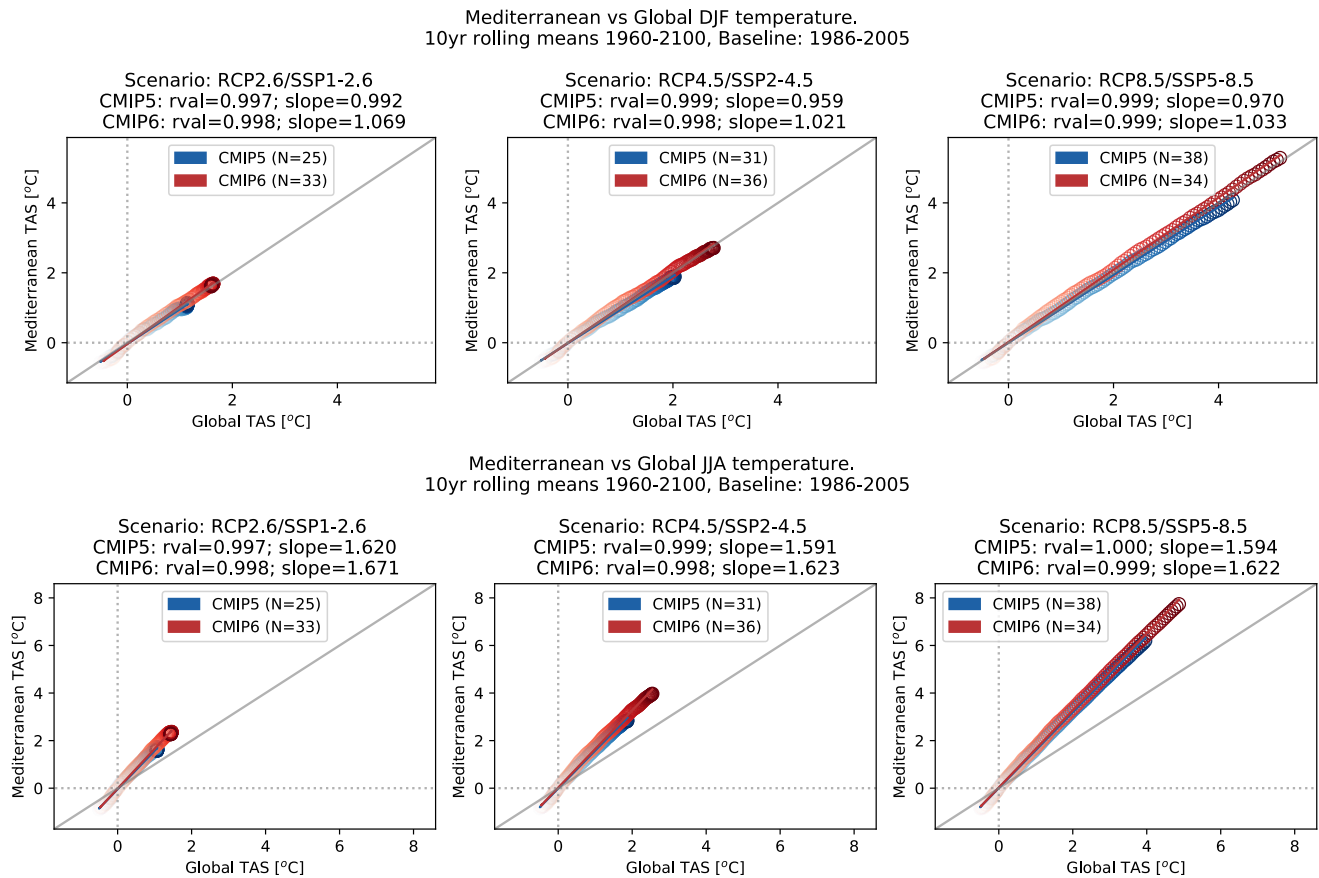 Mediterranean vs Global DJF temperature.
10yr rolling means 1960-2100, Baseline: 1986-2005
Scenario: RCP2.6/SSP1-2.6
CMIP5: rval=0.997; slope=0.992
CMIP6: rval=0.998; slope=1.069
CMIP5 (N=25)
CMIP6 (N=33)
Mediterranean TAS [°C]
4
2
0
0 2 4
Global TAS [°C]
Scenario: RCP4.5/SSP2-4.5
CMIP5: rval=0.999; slope=0.959
CMIP6: rval=0.998; slope=1.021
CMIP5 (N=31)
CMIP6 (N=36)
Mediterranean TAS [°C]
4
2
0
0 2 4
Global TAS [°C]
Scenario: RCP8.5/SSP5-8.5
CMIP5: rval=0.999; slope=0.970
CMIP6: rval=0.999; slope=1.033
CMIP5 (N=38)
CMIP6 (N=34)
Mediterranean TAS [°C]
4
2
0
0 2 4
Global TAS [°C]
Mediterranean vs Global JJA temperature.
10yr rolling means 1960-2100, Baseline: 1986-2005
Scenario: RCP2.6/SSP1-2.6
CMIP5: rval=0.997; slope=1.620
CMIP6: rval=0.998; slope=1.671
CMIP5 (N=25)
CMIP6 (N=33)
Mediterranean TAS [°C]
8
6
4
2
0
0 2 4 6 8
Global TAS [°C]
Scenario: RCP4.5/SSP2-4.5
CMIP5: rval=0.999; slope=1.591
CMIP6: rval=0.998; slope=1.623
CMIP5 (N=31)
CMIP6 (N=36)
Mediterranean TAS [°C]
8
6
4
2
0
0 2 4 6 8
Global TAS [°C]
Scenario: RCP8.5/SSP5-8.5
CMIP5: rval=1.000; slope=1.594
CMIP6: rval=0.999; slope=1.622
CMIP5 (N=38)
CMIP6 (N=34)
Mediterranean TAS [°C]
8
6
4
2
0
0 2 4 6 8
Global TAS [°C]